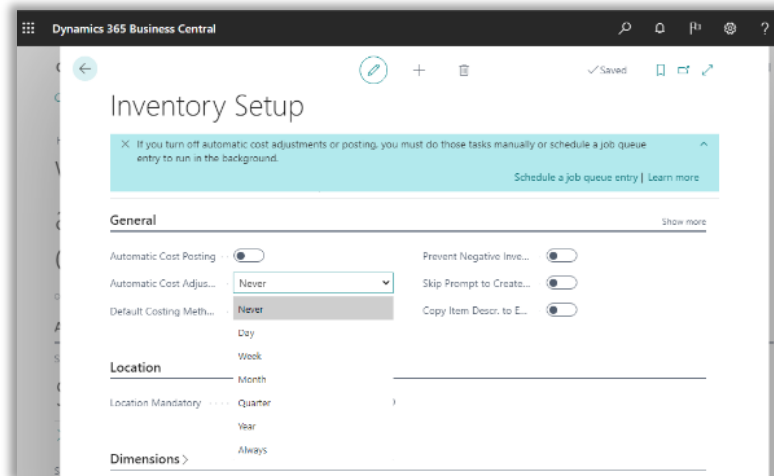 Dynamics 365 Business Central
?
Saved
Inventory Setup
If you turn off automatic cost adjustments or posting, you must do those tasks manually or schedule a job queue
entry to run in the background.
Schedule a job queue entry | Learn more
General
Show more
Automatic Cost Posting
Prevent Negative Inve...
Automatic Cost Adjus...
Never
Skip Prompt to Create...
Default Costing Meth...
Never
Copy Item Descr. to E...
Day
Week
Location
Month
Location Mandatory
Quarter
Year
Always
Dimensions